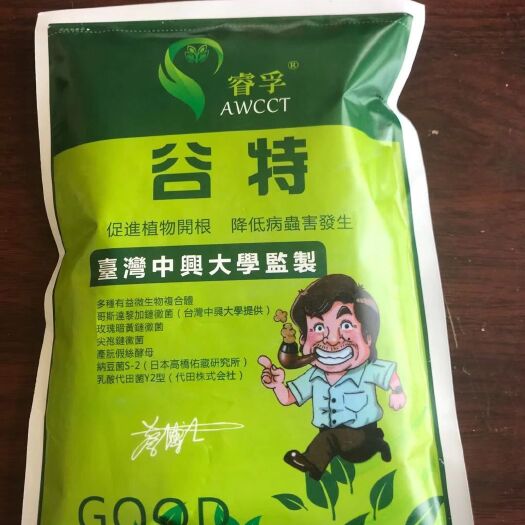 睿孚®
AWCCT
谷特
促進植物開根 降低病蟲害發生
臺灣中興大學監製
多種有益微生物複合體
哥斯達黎加鏈黴菌（台灣中興大學提供）
玫瑰暗黃鏈黴菌
尖孢鏈黴菌
產朊假絲酵母
納豆菌S-2（日本高橋佑蔵研究所）
乳酸代田菌Y2型（代田株式会社）
GOOD